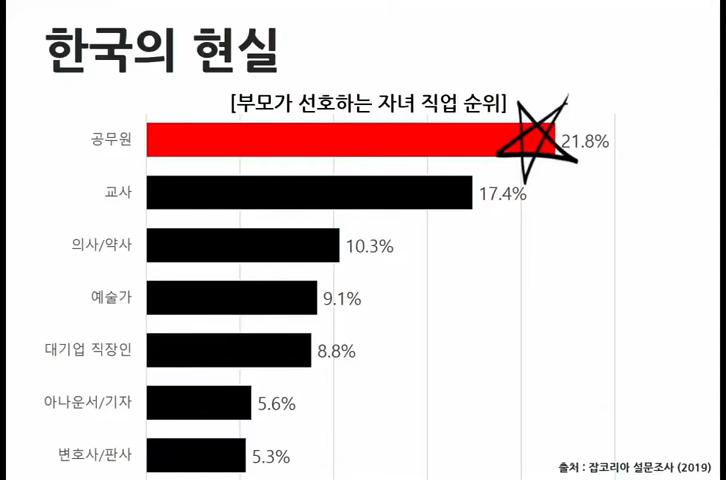 한국의 현실
[부모가 선호하는 자녀 직업 순위]
공무원 21.8%
교사 17.4%
의사/약사 10.3%
예술가 9.1%
대기업 직장인 8.8%
아나운서/기자 5.6%
변호사/판사 5.3%
출처 : 잡코리아 설문조사 (2019)